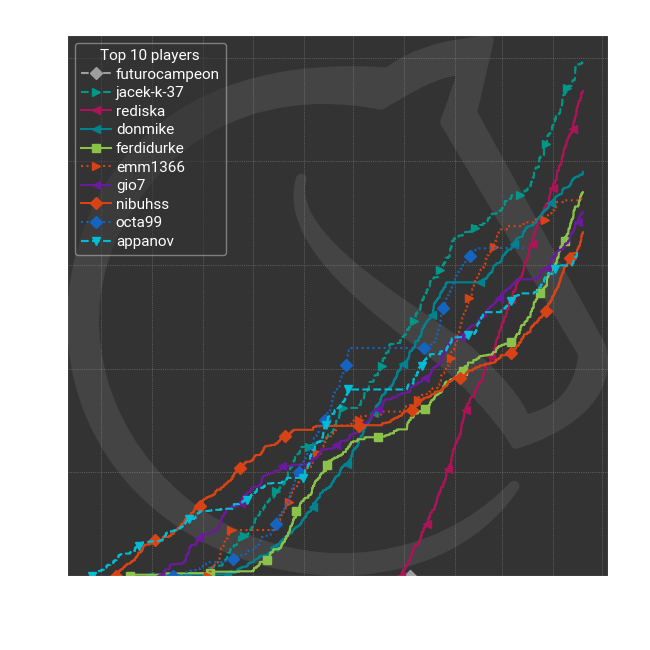 Top 10 players
futurocampeon
jacek-k-37
rediska
donmike
ferdidurke
emm1366
gio7
nibuhss
octa99
appanov